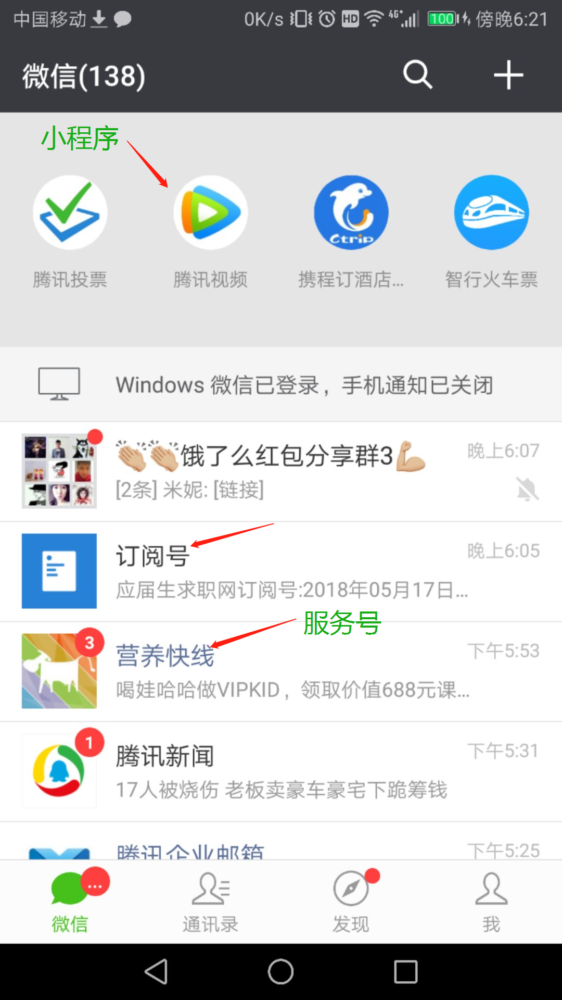 中国移动 0K/s HD 4G+ 100 傍晚6:21
微信(138)
小程序
Ctrip
腾讯投票 腾讯视频 携程订酒店... 智行火车票
Windows 微信已登录，手机通知已关闭
👏🏼👏🏼饿了么红包分享群3💪🏼 晚上6:07
[2条] 米妮: [链接]
订阅号 晚上6:05
应届生求职网订阅号:2018年05月17日...
服务号
3
营养快线 下午5:53
喝娃哈哈做VIPKID，领取价值688元课...
1
腾讯新闻 下午5:31
17人被烧伤 老板卖豪车豪宅下跪筹钱
腾讯企业邮箱 下午5:25
...
微信 通讯录 发现 我